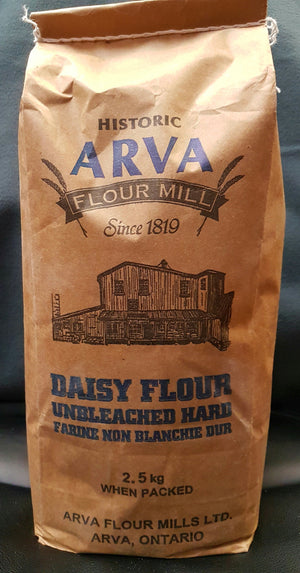 HISTORIC
ARVA
FLOUR MILL
Since 1819
DAISY FLOUR
UNBLEACHED HARD
FARINE NON BLANCHIE DUR
2.5 kg
WHEN PACKED
ARVA FLOUR MILLS LTD.
ARVA, ONTARIO